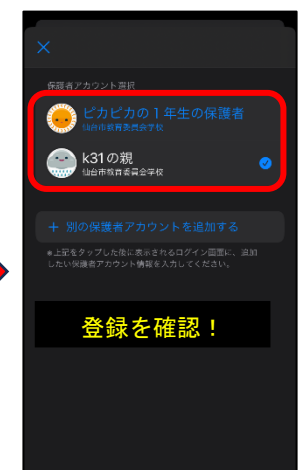 保護者アカウント選択
ピカピカの1年生の保護者
仙台市教育委員会学校
k31の親
仙台市教育委員会学校
+ 別の保護者アカウントを追加する
※上記をタップした後に表示されるログイン画面に、追加
したい保護者アカウント情報を入力してください。
登録を確認！